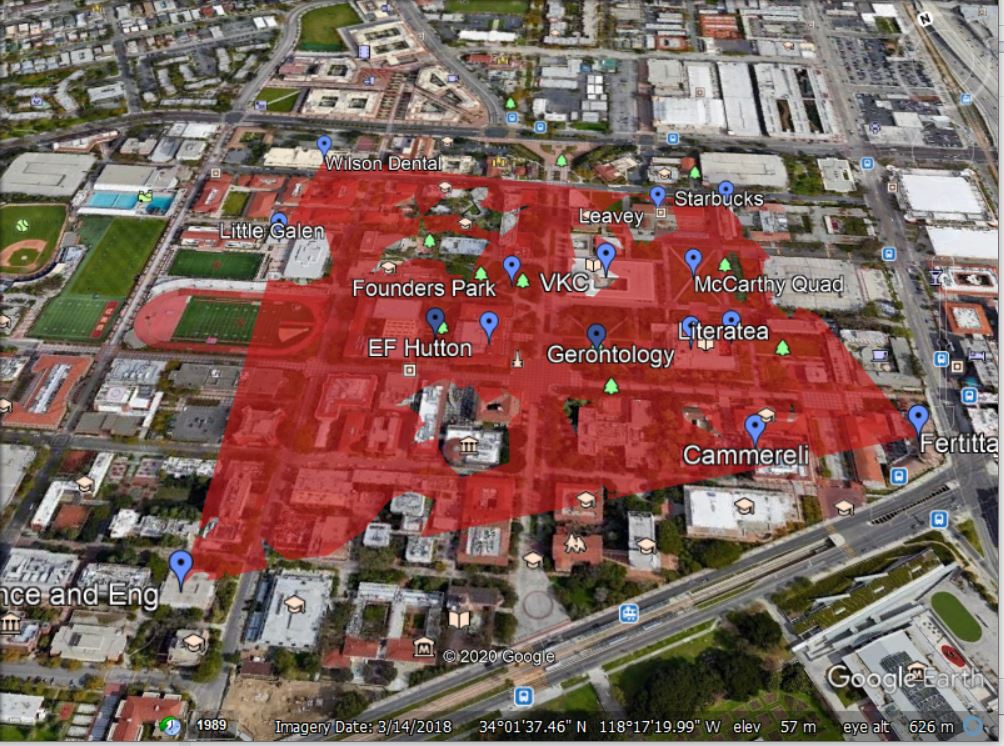 N
Wilson Dental
Starbucks
Leavey
Little Galen
Founders Park
VKC
McCarthy Quad
EF Hutton
Gerontology
Literatea
Cammereli
Fertitta
nce and Eng
© 2020 Google
Google Earth
1989
Imagery Date: 3/14/2018 34°01'37.46" N 118°17'19.99" W elev 57 m eye alt 626 m